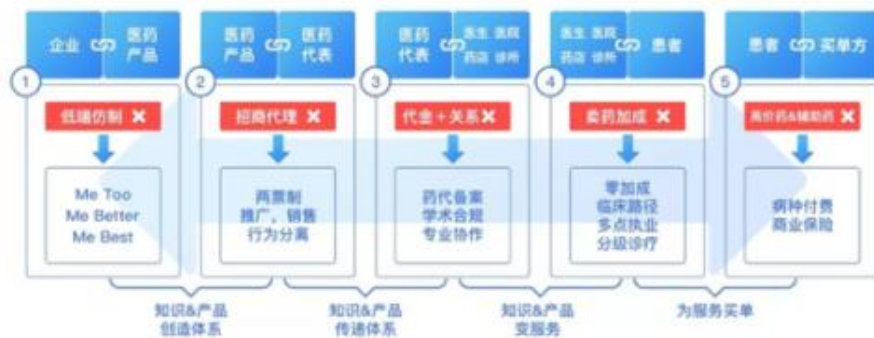 企业
医药
产品
医药
产品
医药
代表
医药
代表
医生 医院
药店 诊所
医生 医院
药店 诊所
患者
患者
买单方
1
2
3
4
5
低端仿制
招商代理
代金+关系
卖药加成
高价药&辅助药
Me Too
Me Better
Me Best
两票制
推广，销售
行为分离
药代备案
学术合规
专业协作
零加成
临床路径
多点执业
分级诊疗
病种付费
商业保险
知识&产品
创造体系
知识&产品
传递体系
知识&产品
变服务
为服务买单